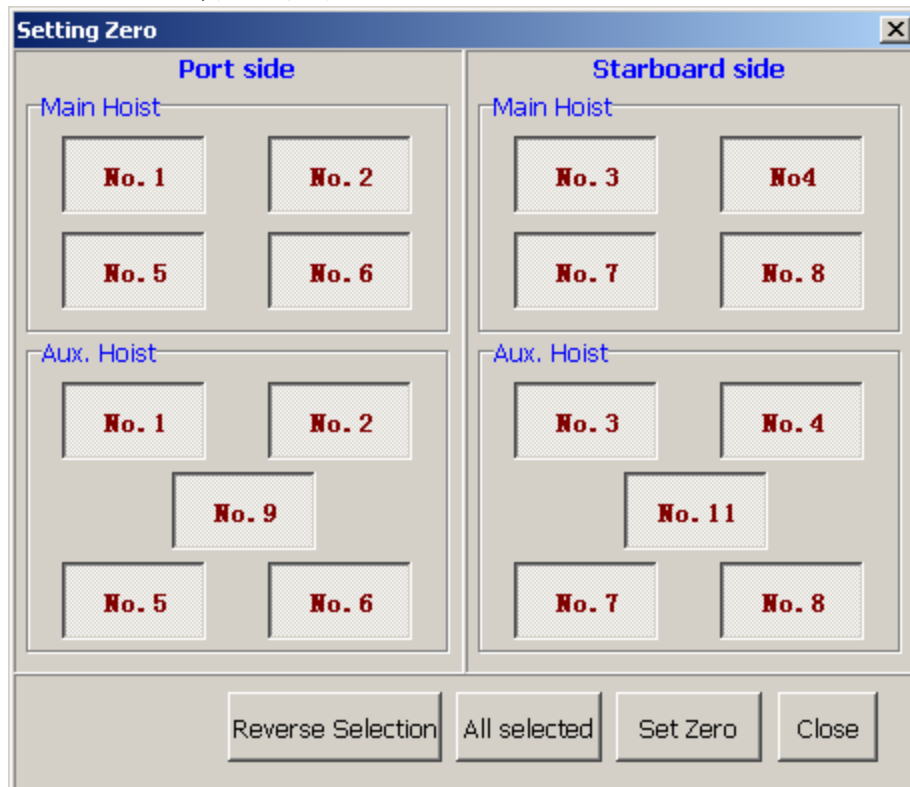 Setting Zero
Port side
Main Hoist
No. 1 No. 2
No. 5 No. 6
Aux. Hoist
No. 1 No. 2
No. 9
No. 5 No. 6
Starboard side
Main Hoist
No. 3 No4
No. 7 No. 8
Aux. Hoist
No. 3 No. 4
No. 11
No. 7 No. 8
Reverse Selection All selected Set Zero Close